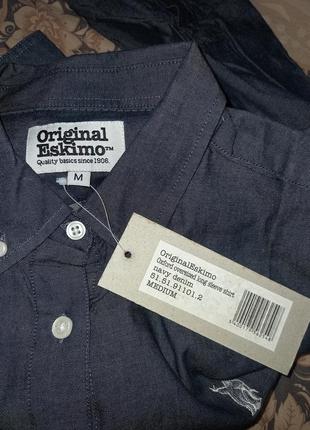 Original
Eskimo™
Quality basics since 1906.
M
OriginalEskimo
Oxford oversized long sleeve shirt
navy denim
51.51.91101.2
MEDIUM